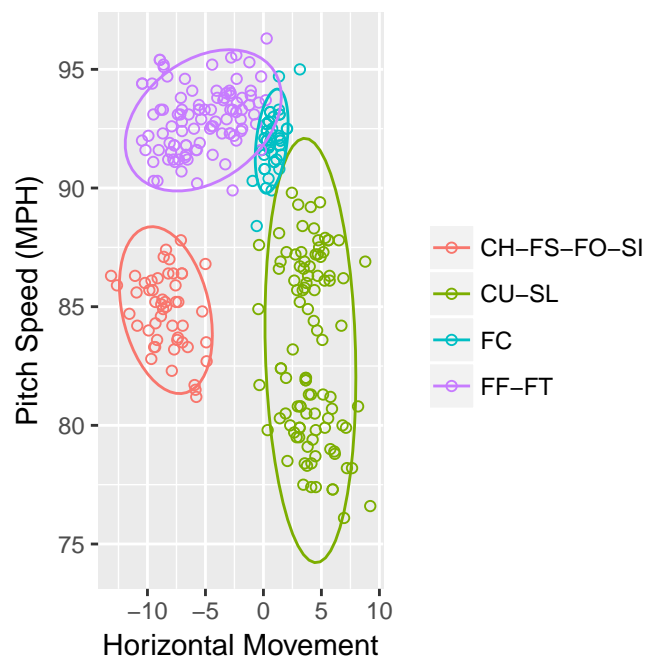 95
90
85
80
75
Pitch Speed (MPH)
−10 −5 0 5 10
Horizontal Movement
CH−FS−FO−SI
CU−SL
FC
FF−FT